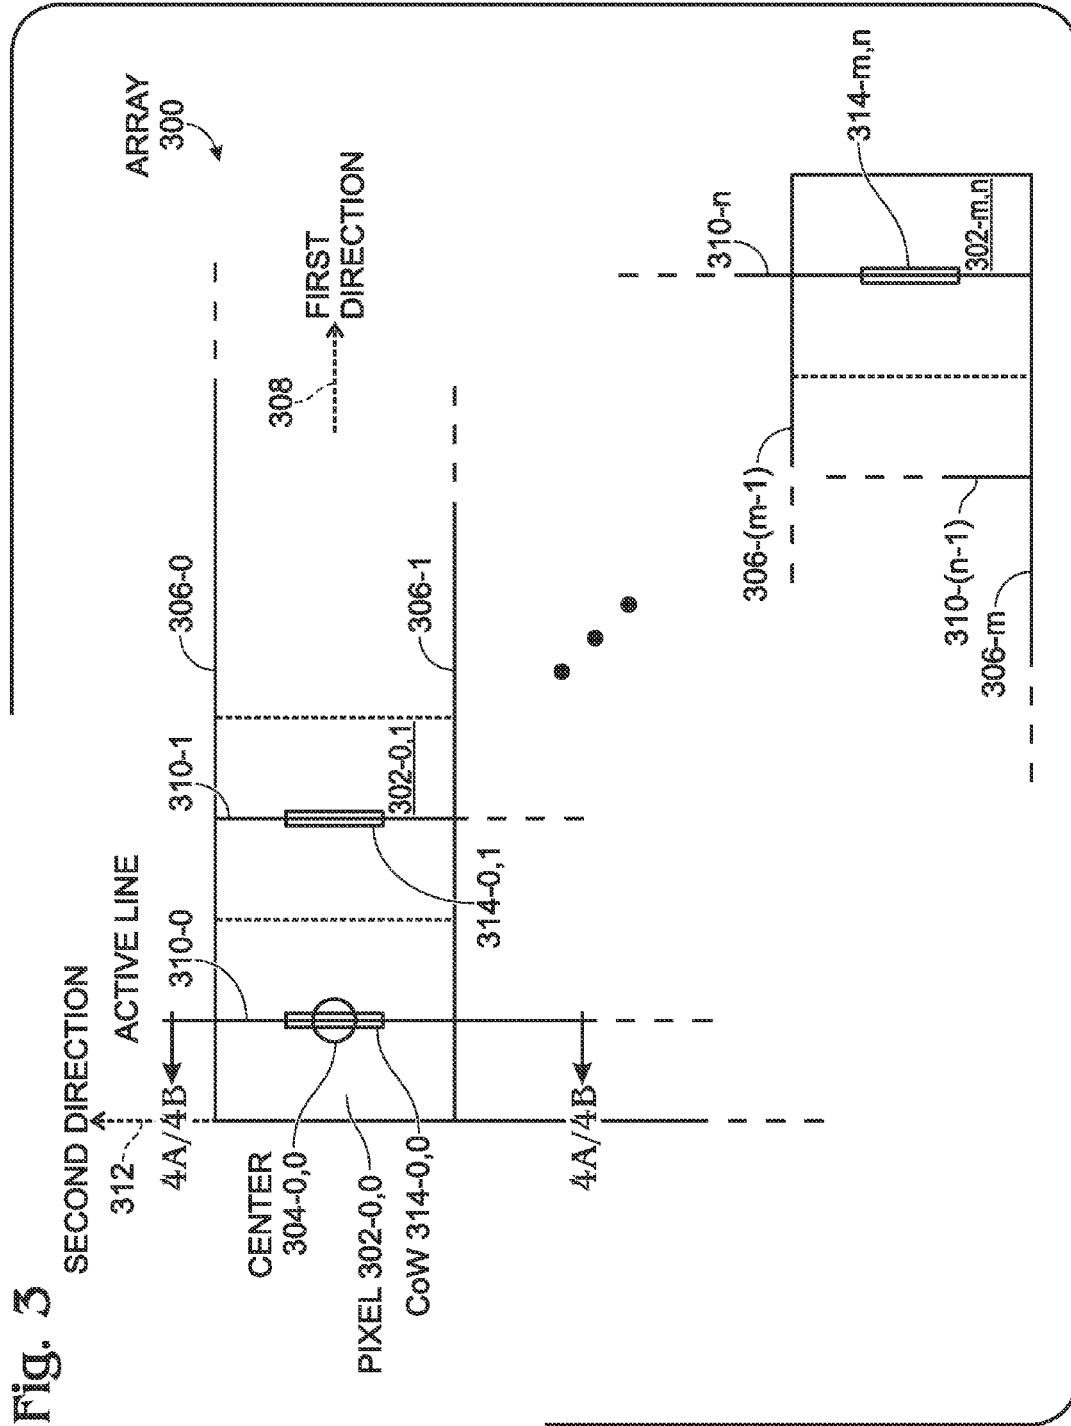 Fig. 3
SECOND DIRECTION
312
ACTIVE LINE
ARRAY
300
4A/4B
310-0
310-1
306-0
CENTER
304-0,0
308
FIRST
DIRECTION
PIXEL 302-0,0
302-0,1
CoW 314-0,0
306-1
314-0,1
4A/4B
310-n
306-(m-1)
314-m,n
302-m,n
310-(n-1)
306-m